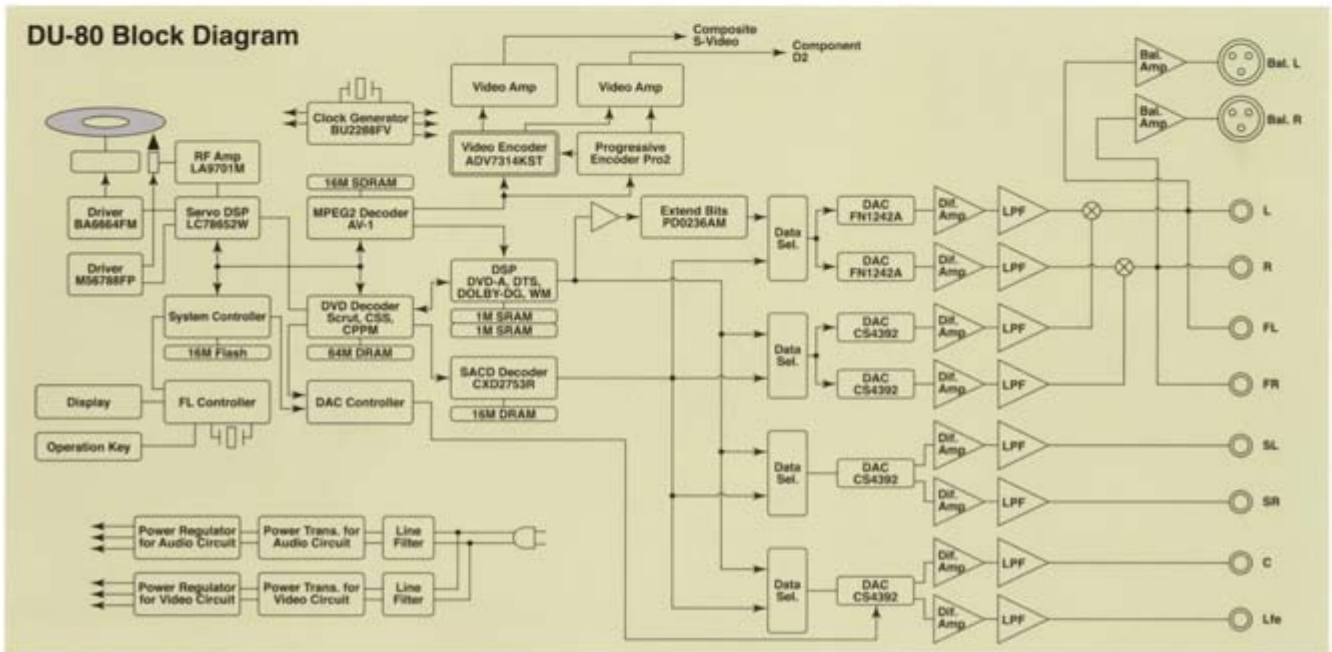 DU-80 Block Diagram
Composite
S-Video
Component
D2
Video Amp
Video Amp
Clock Generator
BU2288FV
Video Encoder
ADV7314KST
Progressive
Encoder Pro2
Bal.
Amp
Bal. L
Bal.
Amp
Bal. R
RF Amp
LA9701M
Driver
BA6664FM
Servo DSP
LC78652W
16M SDRAM
MPEG2 Decoder
AV-1
Driver
M56788FP
System Controller
16M Flash
DVD Decoder
Scrut, CSS,
CPPM
64M DRAM
DSP
DVD-A, DTS,
DOLBY-DG, WM
1M SRAM
1M SRAM
SACD Decoder
CXD2753R
16M DRAM
Display
FL Controller
DAC Controller
Operation Key
Extend Bits
PD0236AM
Data
Sel.
DAC
FN1242A
Dif.
Amp
LPF
L
DAC
FN1242A
Dif.
Amp
LPF
R
Data
Sel.
DAC
CS4392
Dif.
Amp
LPF
FL
DAC
CS4392
Dif.
Amp
LPF
FR
Data
Sel.
DAC
CS4392
Dif.
Amp
LPF
SL
Dif.
Amp
LPF
SR
Data
Sel.
DAC
CS4392
Dif.
Amp
LPF
C
Dif.
Amp
LPF
Lfe
Power Regulator
for Audio Circuit
Power Trans. for
Audio Circuit
Line
Filter
Power Regulator
for Video Circuit
Power Trans. for
Video Circuit
Line
Filter